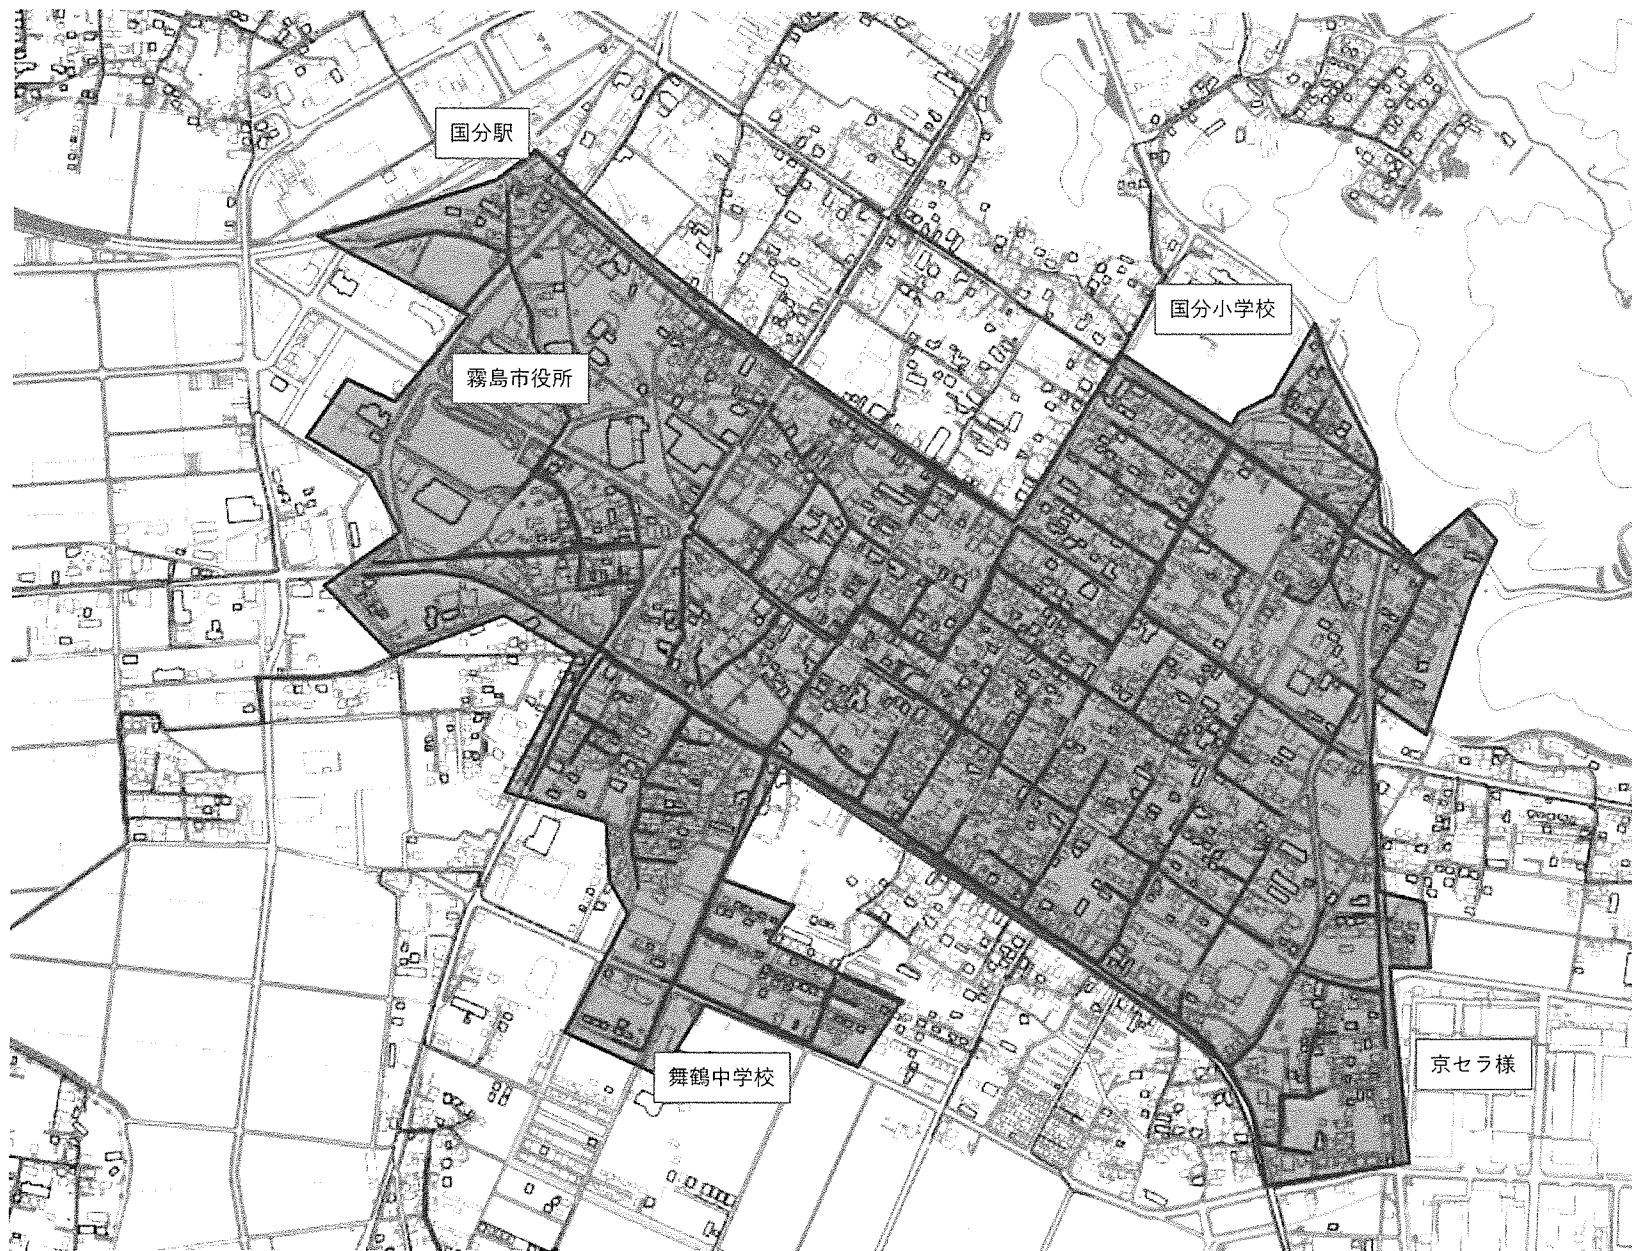 国分駅
国分小学校
霧島市役所
舞鶴中学校
京セラ様